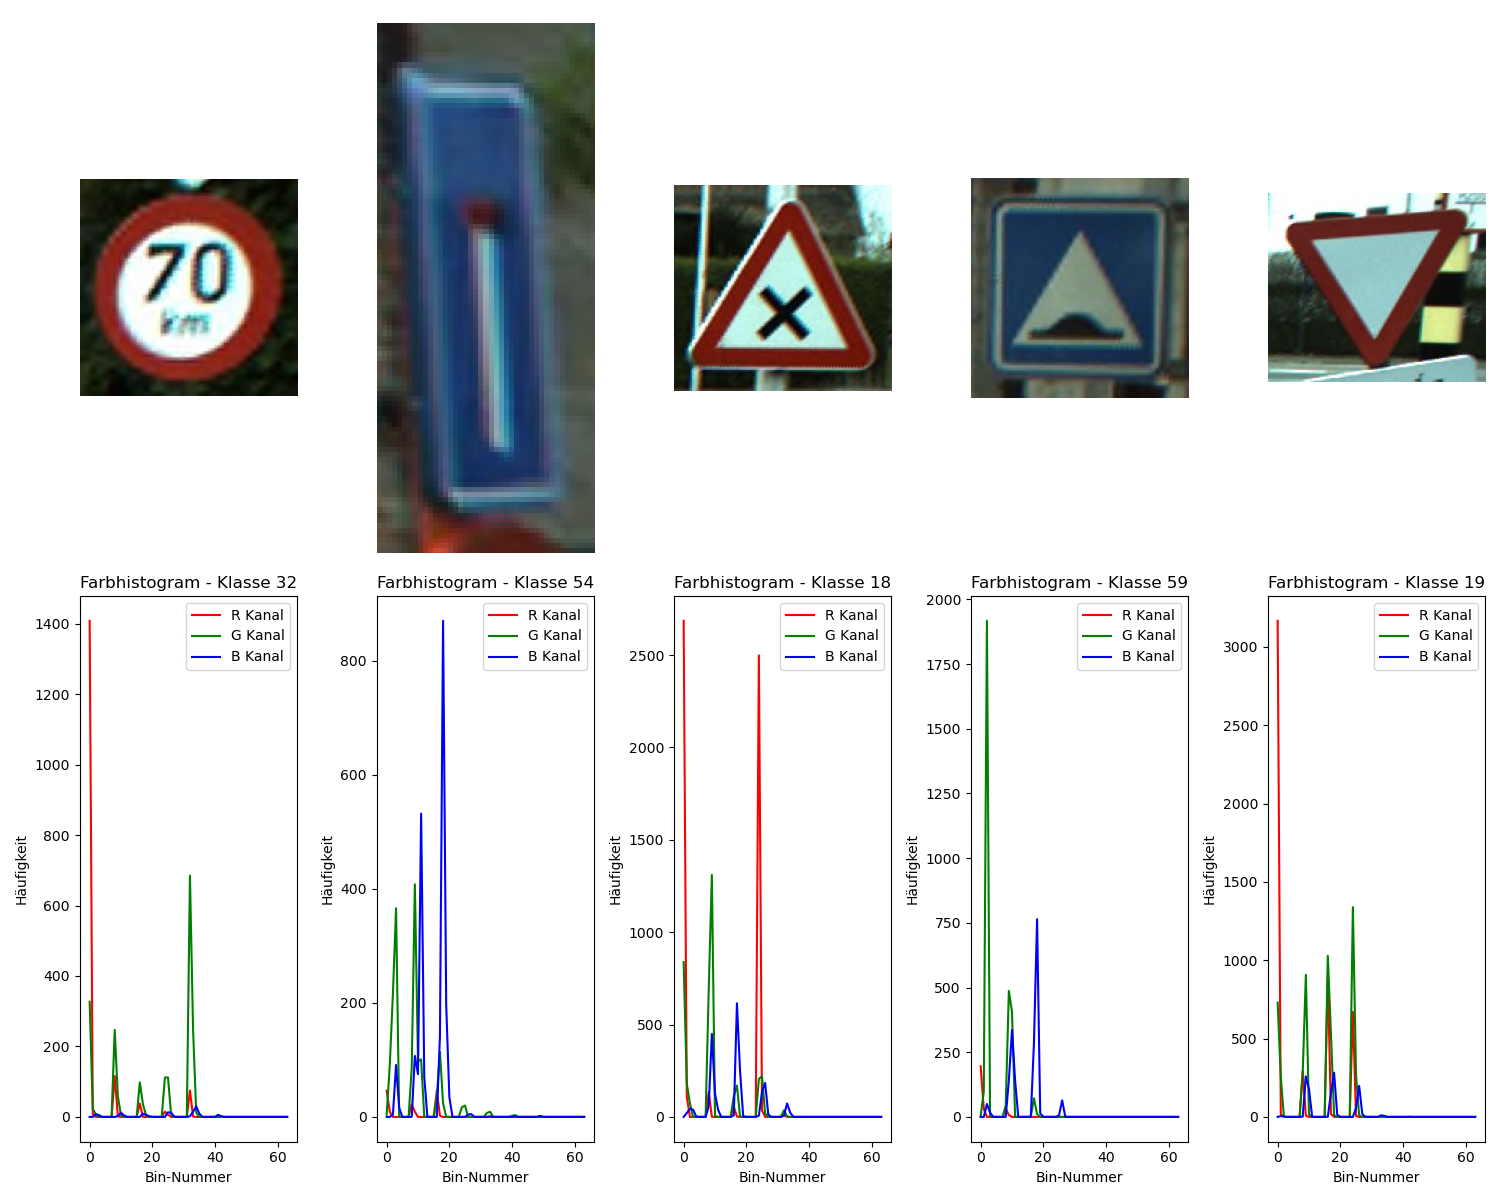 70
km
Farbhistogram - Klasse 32
Farbhistogram - Klasse 54
Farbhistogram - Klasse 18
Farbhistogram - Klasse 59
Farbhistogram - Klasse 19
R Kanal
G Kanal
B Kanal
Häufigkeit
1400
1200
1000
800
600
400
200
0
0 20 40 60
Bin-Nummer
R Kanal
G Kanal
B Kanal
Häufigkeit
800
600
400
200
0
0 20 40 60
Bin-Nummer
R Kanal
G Kanal
B Kanal
Häufigkeit
2500
2000
1500
1000
500
0
0 20 40 60
Bin-Nummer
R Kanal
G Kanal
B Kanal
Häufigkeit
2000
1750
1500
1250
1000
750
500
250
0
0 20 40 60
Bin-Nummer
R Kanal
G Kanal
B Kanal
Häufigkeit
3000
2500
2000
1500
1000
500
0
0 20 40 60
Bin-Nummer